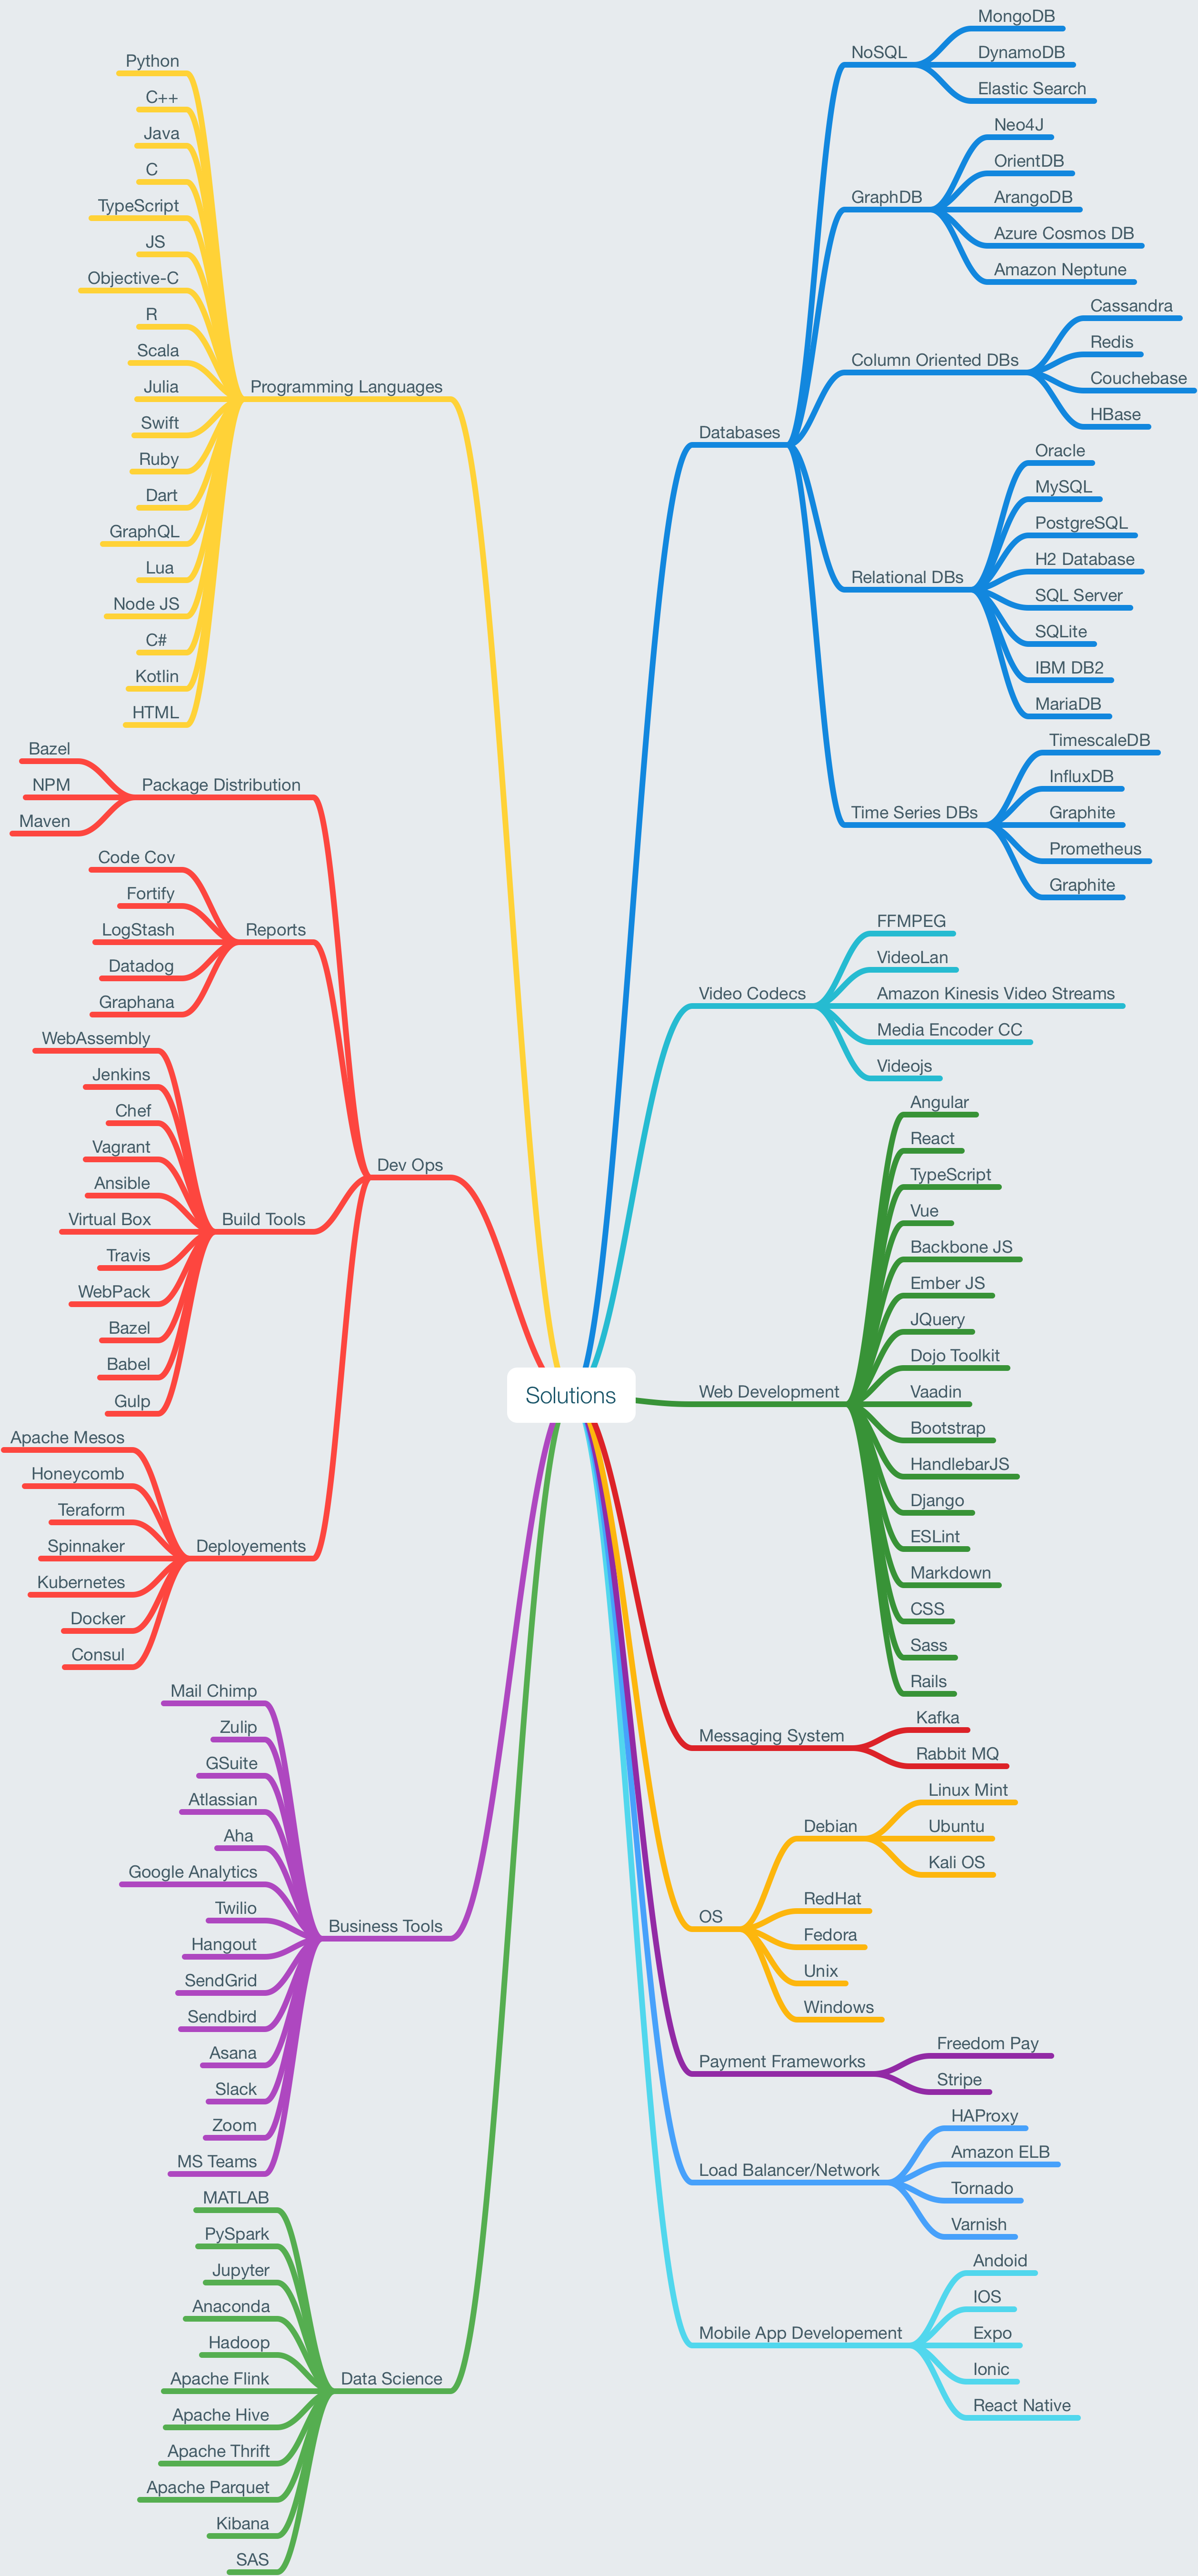 Solutions
Programming Languages
Python
C++
Java
C
TypeScript
JS
Objective-C
R
Scala
Julia
Swift
Ruby
Dart
GraphQL
Lua
Node JS
C#
Kotlin
HTML
Dev Ops
Package Distribution
Bazel
NPM
Maven
Reports
Code Cov
Fortify
LogStash
Datadog
Graphana
Build Tools
WebAssembly
Jenkins
Chef
Vagrant
Ansible
Virtual Box
Travis
WebPack
Bazel
Babel
Gulp
Deployements
Apache Mesos
Honeycomb
Teraform
Spinnaker
Kubernetes
Docker
Consul
Business Tools
Mail Chimp
Zulip
GSuite
Atlassian
Aha
Google Analytics
Twilio
Hangout
SendGrid
Sendbird
Asana
Slack
Zoom
MS Teams
Data Science
MATLAB
PySpark
Jupyter
Anaconda
Hadoop
Apache Flink
Apache Hive
Apache Thrift
Apache Parquet
Kibana
SAS
Databases
NoSQL
MongoDB
DynamoDB
Elastic Search
GraphDB
Neo4J
OrientDB
ArangoDB
Azure Cosmos DB
Amazon Neptune
Column Oriented DBs
Cassandra
Redis
Couchebase
HBase
Relational DBs
Oracle
MySQL
PostgreSQL
H2 Database
SQL Server
SQLite
IBM DB2
MariaDB
Time Series DBs
TimescaleDB
InfluxDB
Graphite
Prometheus
Graphite
Video Codecs
FFMPEG
VideoLan
Amazon Kinesis Video Streams
Media Encoder CC
Videojs
Web Development
Angular
React
TypeScript
Vue
Backbone JS
Ember JS
JQuery
Dojo Toolkit
Vaadin
Bootstrap
HandlebarJS
Django
ESLint
Markdown
CSS
Sass
Rails
Messaging System
Kafka
Rabbit MQ
OS
Debian
Linux Mint
Ubuntu
Kali OS
RedHat
Fedora
Unix
Windows
Payment Frameworks
Freedom Pay
Stripe
Load Balancer/Network
HAProxy
Amazon ELB
Tornado
Varnish
Mobile App Developement
Andoid
IOS
Expo
Ionic
React Native